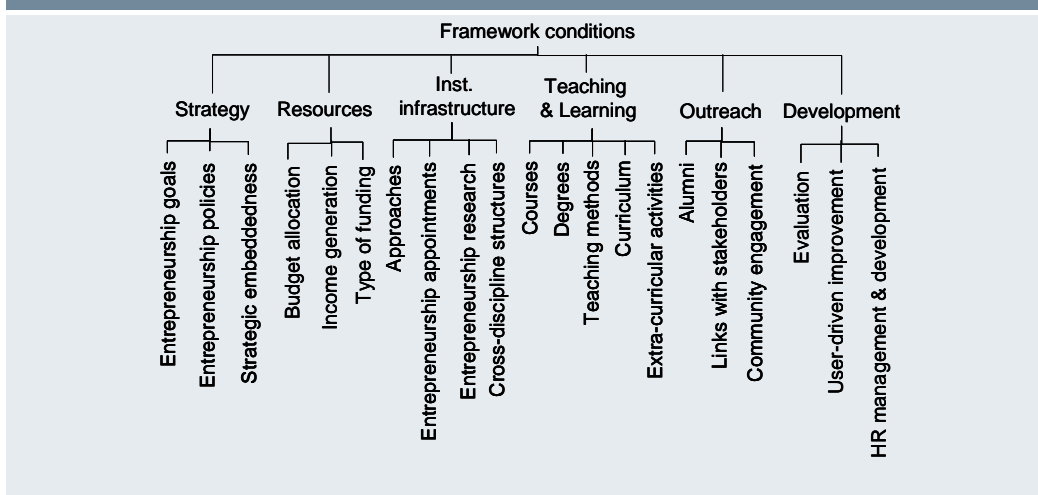 Framework conditions
Strategy
Resources
Inst.
infrastructure
Teaching
& Learning
Outreach
Development
Entrepreneurship goals
Entrepreneurship policies
Strategic embeddedness
Budget allocation
Income generation
Type of funding
Approaches
Entrepreneurship appointments
Entrepreneurship research
Cross-discipline structures
Courses
Degrees
Teaching methods
Curriculum
Extra-curricular activities
Alumni
Links with stakeholders
Community engagement
Evaluation
User-driven improvement
HR management & development